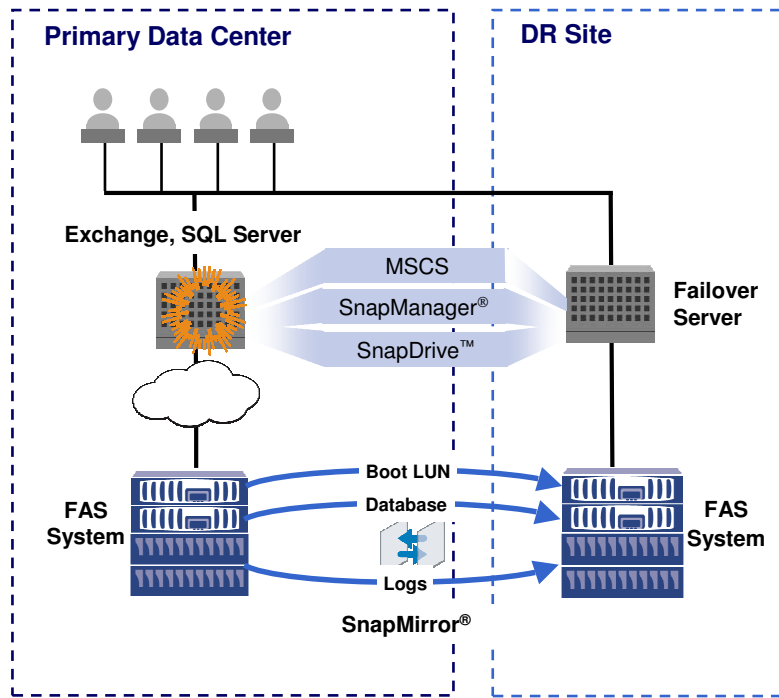 Primary Data Center
DR Site
Exchange, SQL Server
MSCS
SnapManager®
SnapDrive™
Failover
Server
Boot LUN
FAS
System
Database
FAS
System
Logs
SnapMirror®